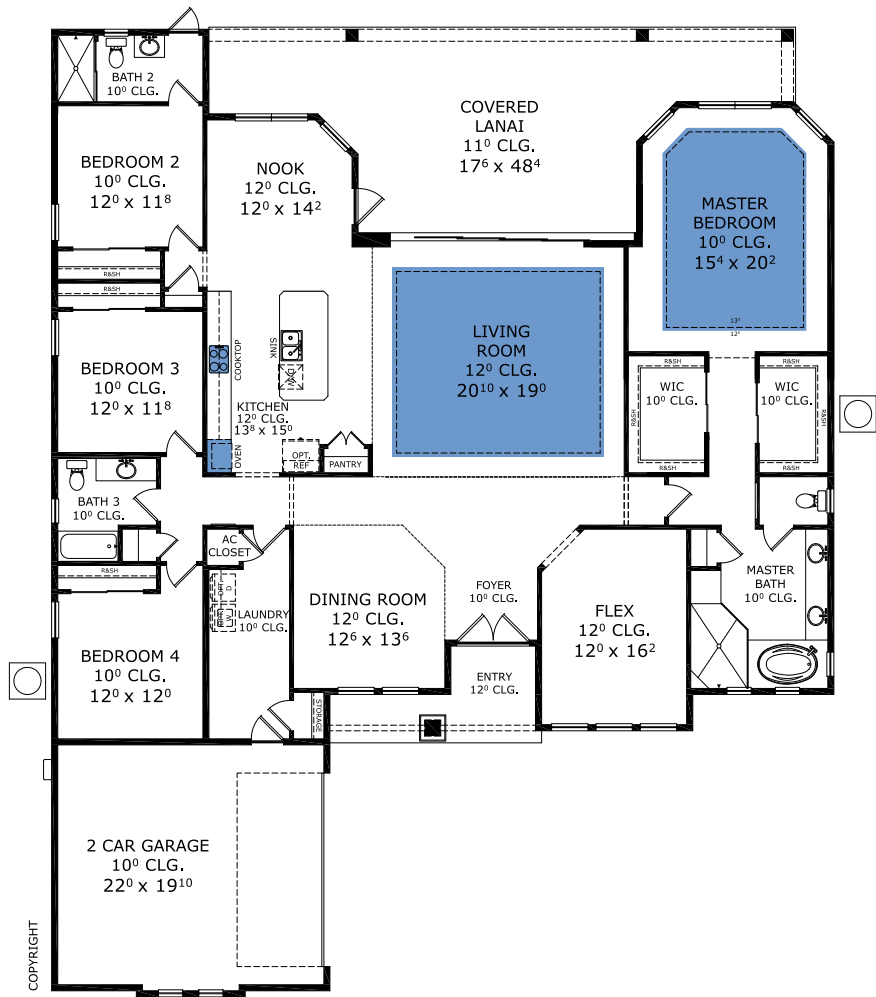 BATH 2
10⁰ CLG.
COVERED
LANAI
11⁰ CLG.
17⁶ x 48⁴
BEDROOM 2
10⁰ CLG.
12⁰ x 11⁸
NOOK
12⁰ CLG.
12⁰ x 14²
MASTER
BEDROOM
10⁰ CLG.
15⁴ x 20²
13⁰
12⁰
R&SH
R&SH
BEDROOM 3
10⁰ CLG.
12⁰ x 11⁸
COOKTOP
SINK
D/W
KITCHEN
12⁰ CLG.
13⁸ x 15⁰
OVEN
OPT.
REF
PANTRY
LIVING
ROOM
12⁰ CLG.
20¹⁰ x 19⁰
R&SH
WIC
10⁰ CLG.
R&SH
R&SH
R&SH
WIC
10⁰ CLG.
R&SH
R&SH
BATH 3
10⁰ CLG.
AC
CLOSET
R&SH
BEDROOM 4
10⁰ CLG.
12⁰ x 12⁰
OPT
D
OPT
W
LAUNDRY
10⁰ CLG.
STORAGE
DINING ROOM
12⁰ CLG.
12⁶ x 13⁶
FOYER
10⁰ CLG.
ENTRY
12⁰ CLG.
FLEX
12⁰ CLG.
12⁰ x 16²
MASTER
BATH
10⁰ CLG.
2 CAR GARAGE
10⁰ CLG.
22⁰ x 19¹⁰
COPYRIGHT